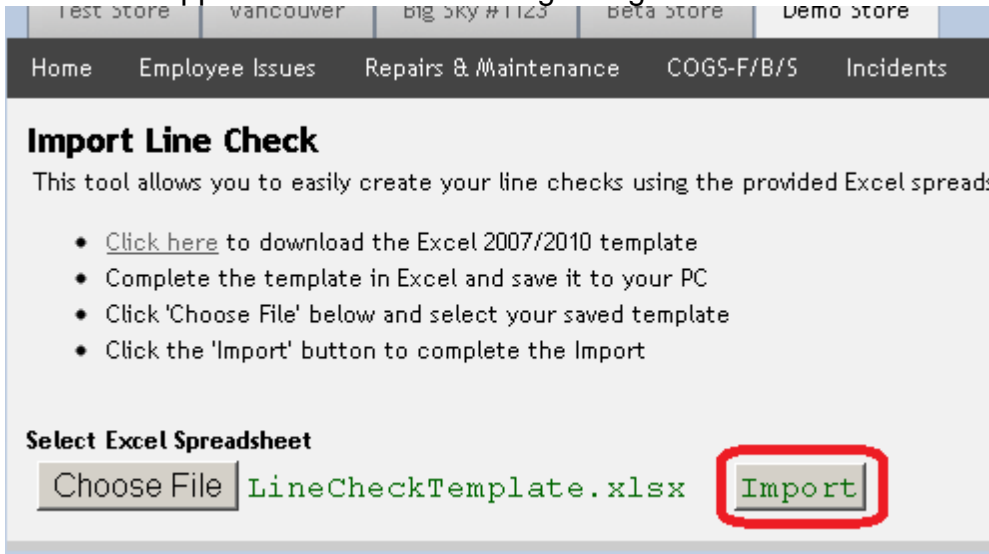 Test Store Vancouver Big Sky #1123 Beta Store Demo Store
Home Employee Issues Repairs & Maintenance COGS-F/B/S Incidents
Import Line Check
This tool allows you to easily create your line checks using the provided Excel
• Click here to download the Excel 2007/2010 template
• Complete the template in Excel and save it to your PC
• Click 'Choose File' below and select your saved template
• Click the 'Import' button to complete the Import
Select Excel Spreadsheet
Choose File LineCheckTemplate.xlsx Import